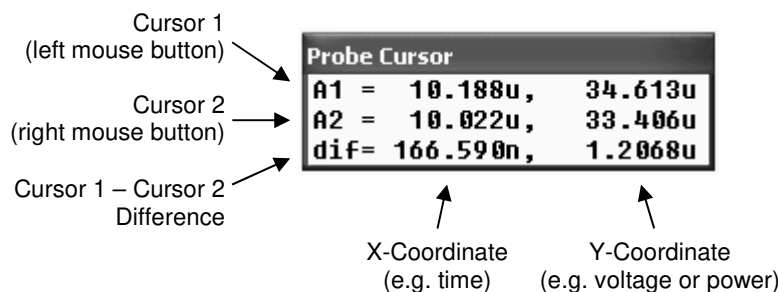 Cursor 1
(left mouse button)
Cursor 2
(right mouse button)
Cursor 1 – Cursor 2
Difference
Probe Cursor
A1 = 10.188u, 34.613u
A2 = 10.022u, 33.406u
dif= 166.590n, 1.2068u
X-Coordinate
(e.g. time)
Y-Coordinate
(e.g. voltage or power)